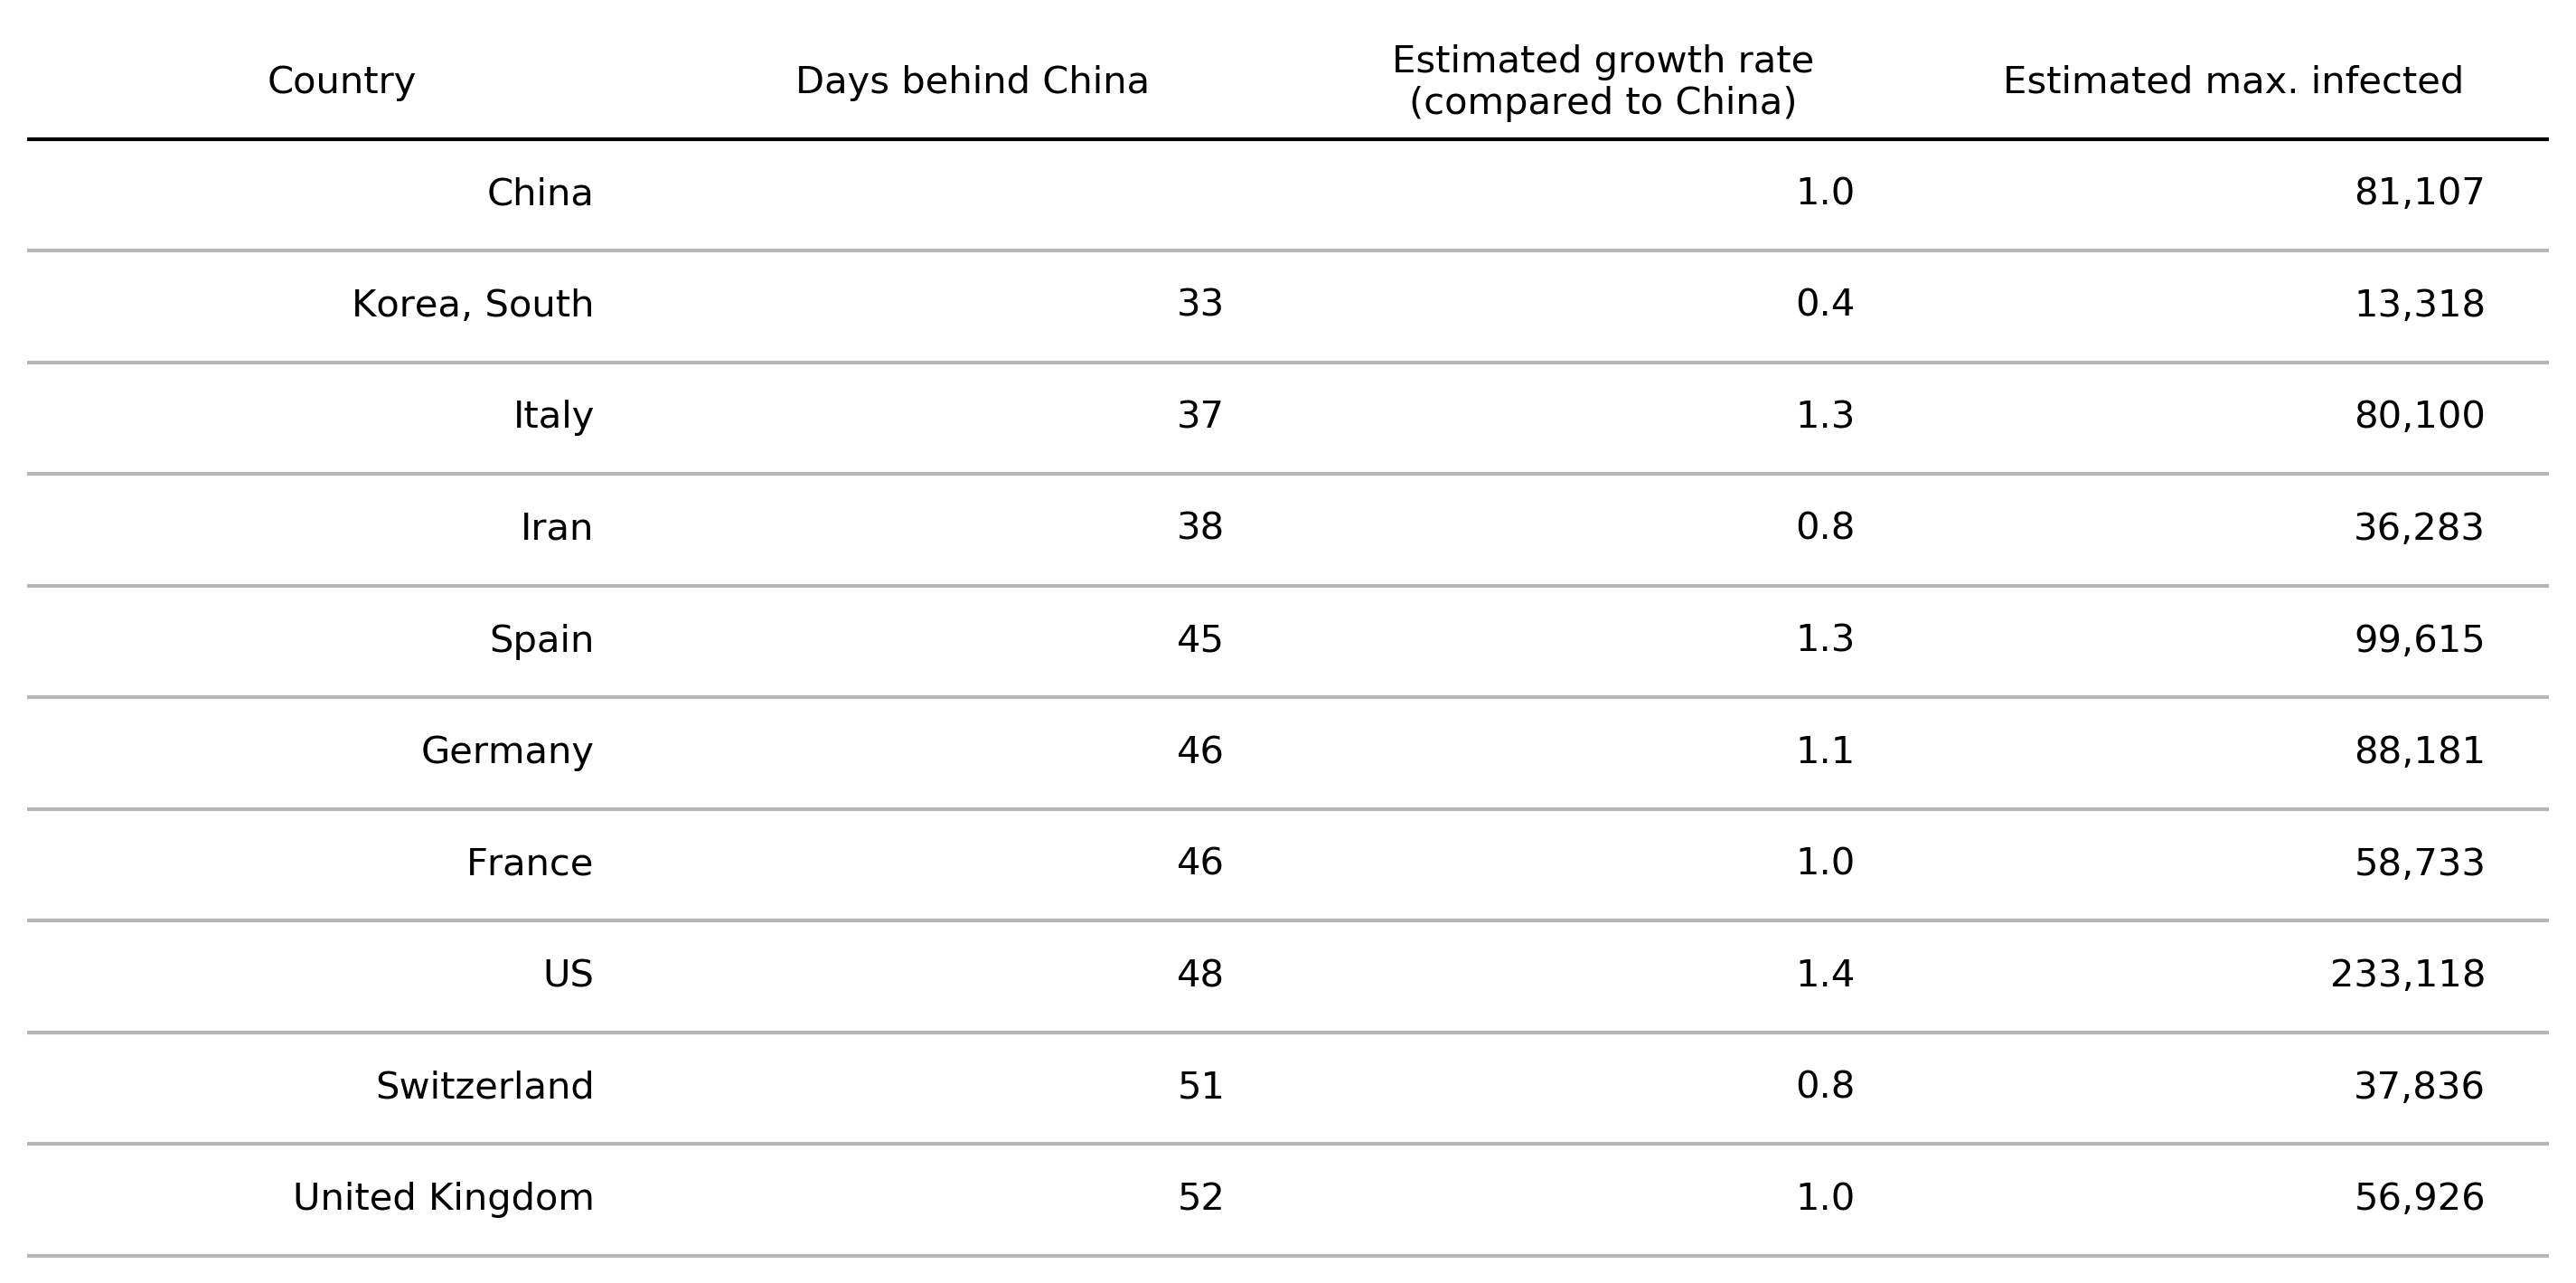 Country Days behind China Estimated growth rate (compared to China) Estimated max. infected
China 1.0 81,107
Korea, South 33 0.4 13,318
Italy 37 1.3 80,100
Iran 38 0.8 36,283
Spain 45 1.3 99,615
Germany 46 1.1 88,181
France 46 1.0 58,733
US 48 1.4 233,118
Switzerland 51 0.8 37,836
United Kingdom 52 1.0 56,926